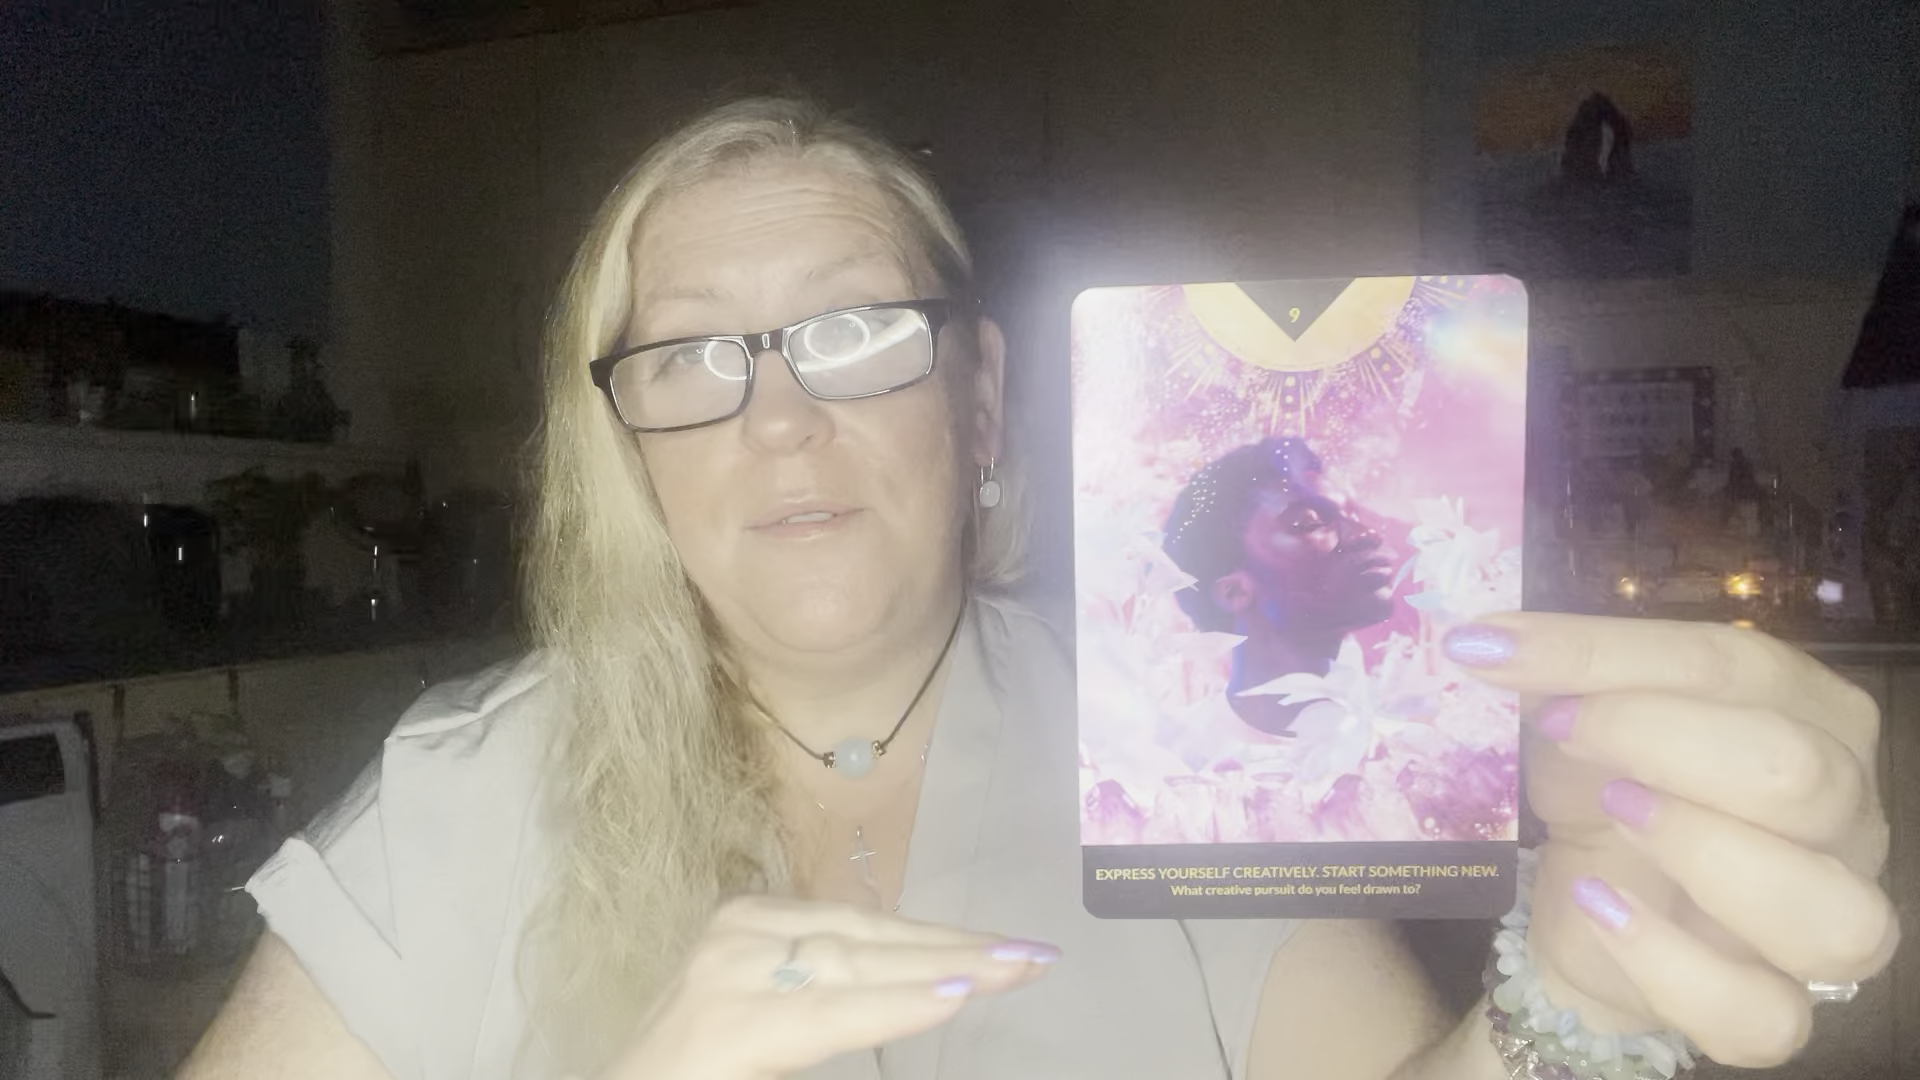 9
EXPRESS YOURSELF CREATIVELY. START SOMETHING NEW.
What creative pursuit do you feel drawn to?